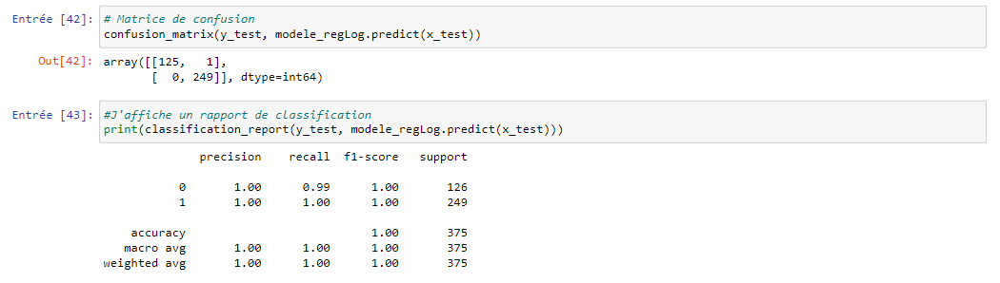 Entrée [42]: # Matrice de confusion
confusion_matrix(y_test, modele_regLog.predict(x_test))
Out[42]: array([[125,   1],
       [  0, 249]], dtype=int64)
Entrée [43]: #J'affiche un rapport de classification
print(classification_report(y_test, modele_regLog.predict(x_test)))
              precision    recall  f1-score   support
           0       1.00      0.99      1.00       126
           1       1.00      1.00      1.00       249
    accuracy                           1.00       375
   macro avg       1.00      1.00      1.00       375
weighted avg       1.00      1.00      1.00       375